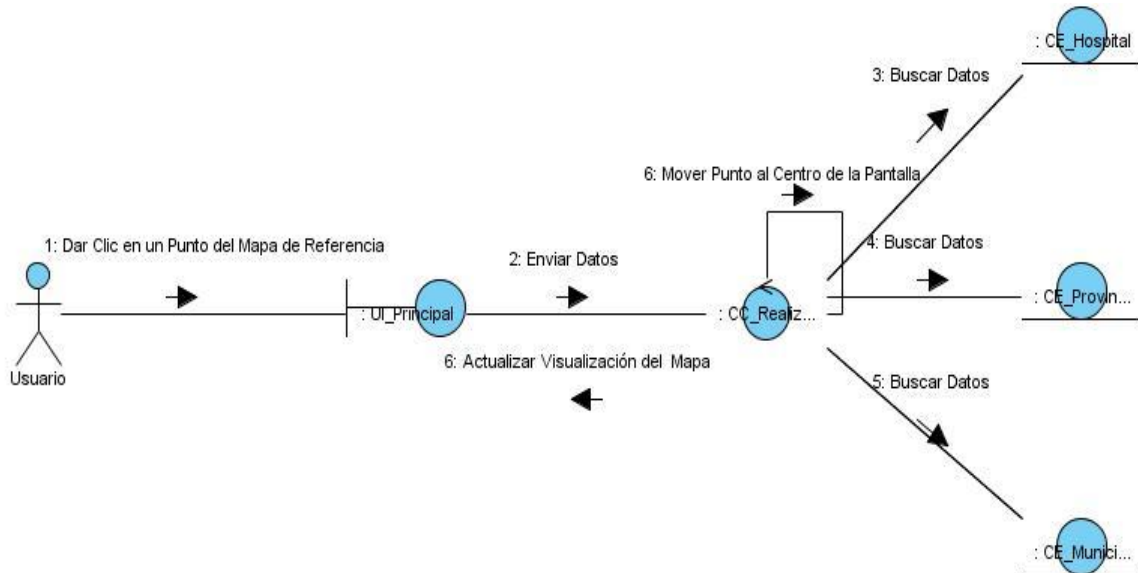 : CE_Hospital
3: Buscar Datos
6: Mover Punto al Centro de la Pantalla
1: Dar Clic en un Punto del Mapa de Referencia
4: Buscar Datos
2: Enviar Datos
: UI_Principal
: CC_Realiz...
: CE_Provin...
6: Actualizar Visualización del Mapa
Usuario
5: Buscar Datos
: CE_Munici...